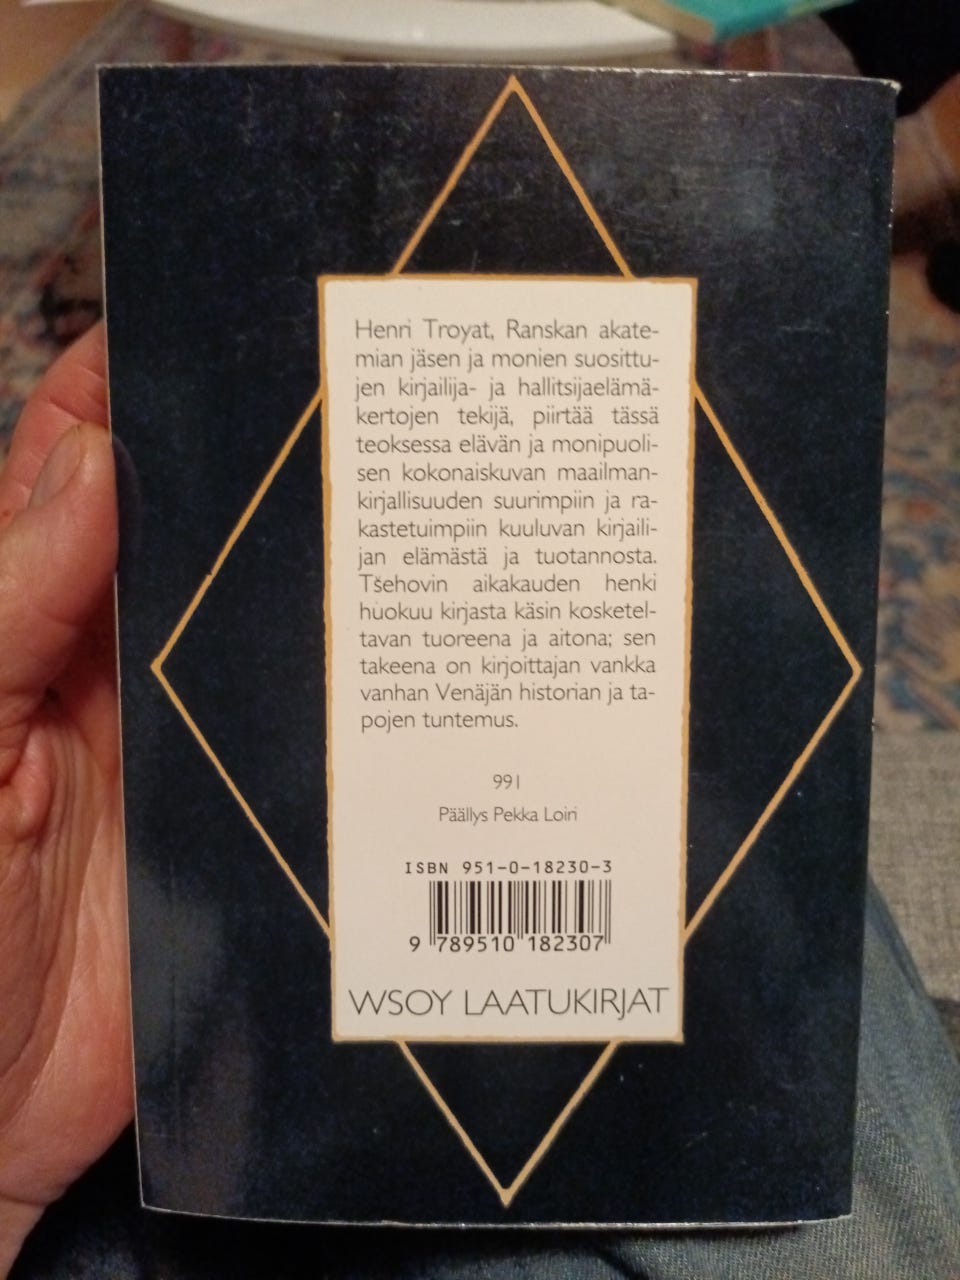 Henri Troyat, Ranskan akate-
mian jäsen ja monien suosittu-
jen kirjailija- ja hallitsijaelämä-
kertojen tekijä, piirtää tässä
teoksessa elävän ja monipuoli-
sen kokonaiskuvan maailman-
kirjallisuuden suurimpiin ja ra-
kastetuimpiin kuuluvan kirjaili-
jan elämästä ja tuotannosta.
Tšehovin aikakauden henki
huokuu kirjasta käsin kosketel-
tavan tuoreena ja aitona; sen
takeena on kirjoittajan vankka
vanhan Venäjän historian ja ta-
pojen tuntemus.
991
Päällys Pekka Loiri
ISBN 951-0-18230-3
9 789510 182307
WSOY LAATUKIRJAT